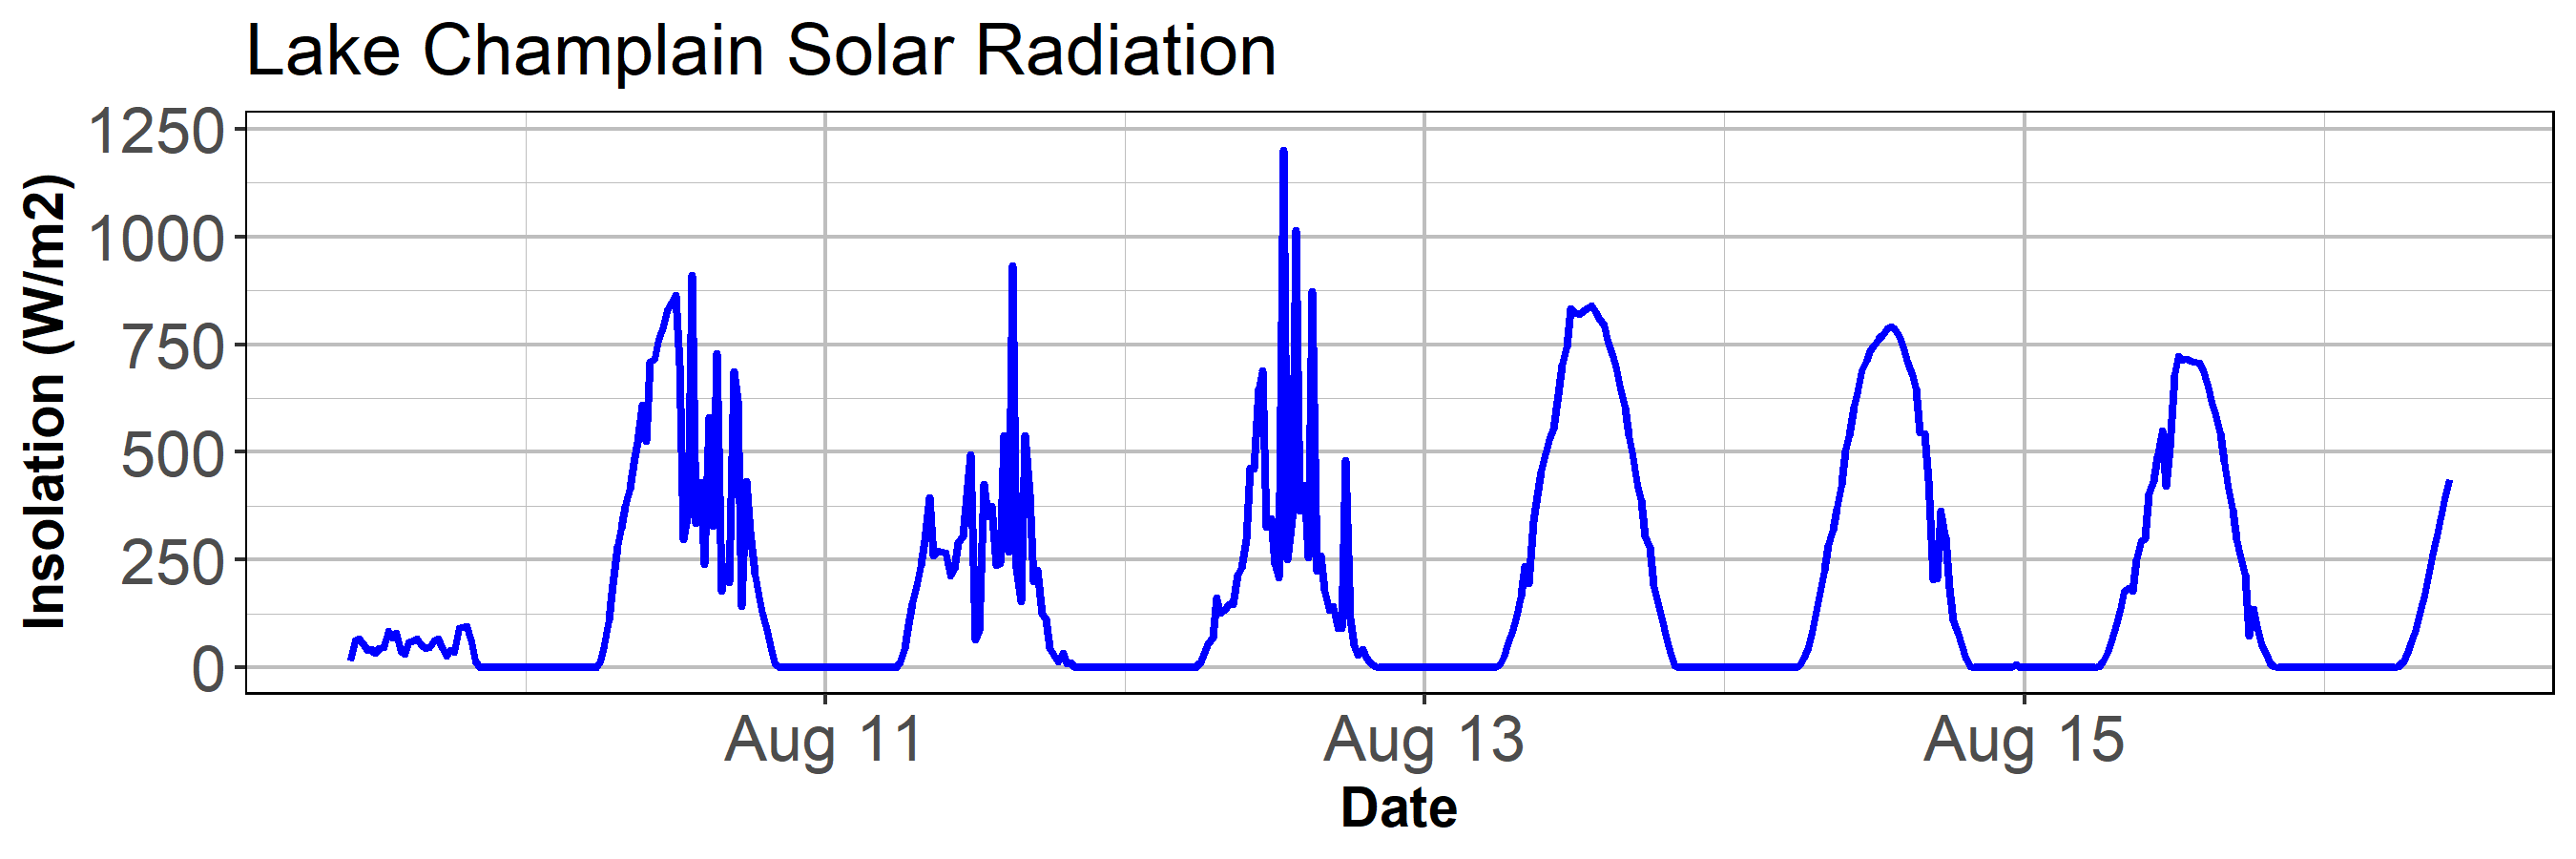 Lake Champlain Solar Radiation
Insolation (W/m2)
1250
1000
750
500
250
0
Aug 11 Aug 13 Aug 15
Date